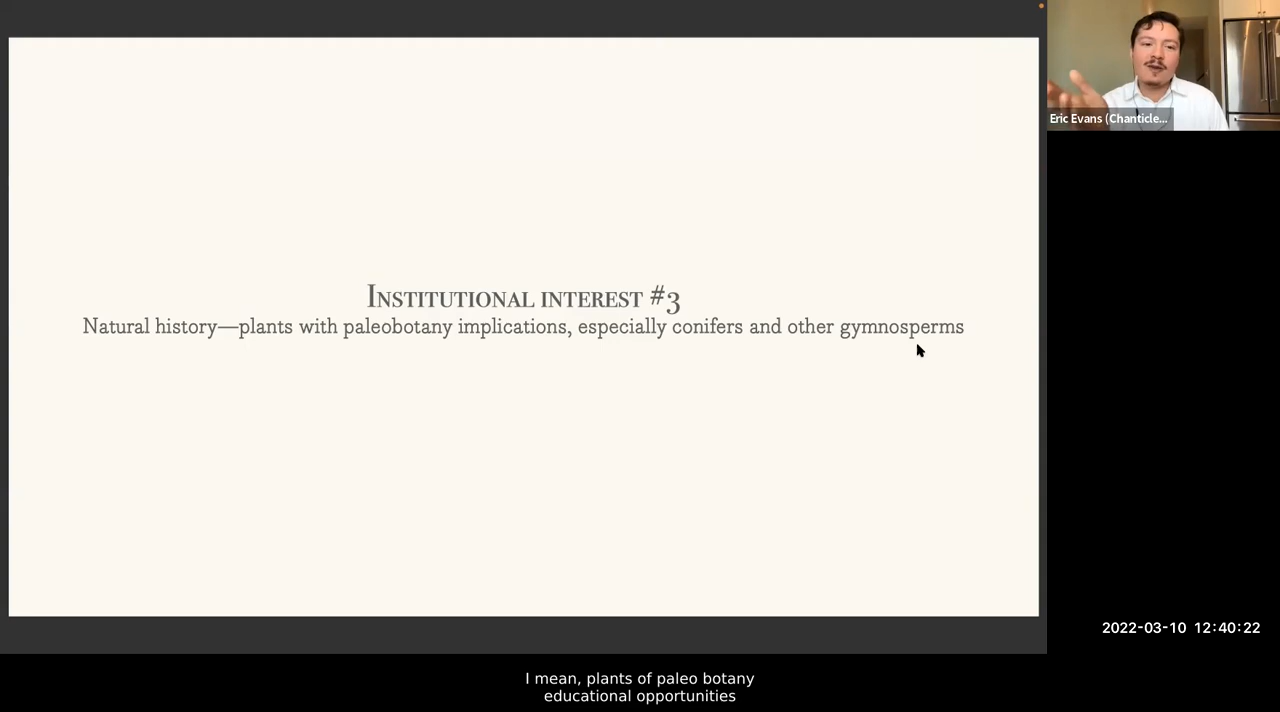 Institutional interest #3
Natural history—plants with paleobotany implications, especially conifers and other gymnosperms
Eric Evans (Chanticle...
2022-03-10 12:40:22
I mean, plants of paleo botany
educational opportunities